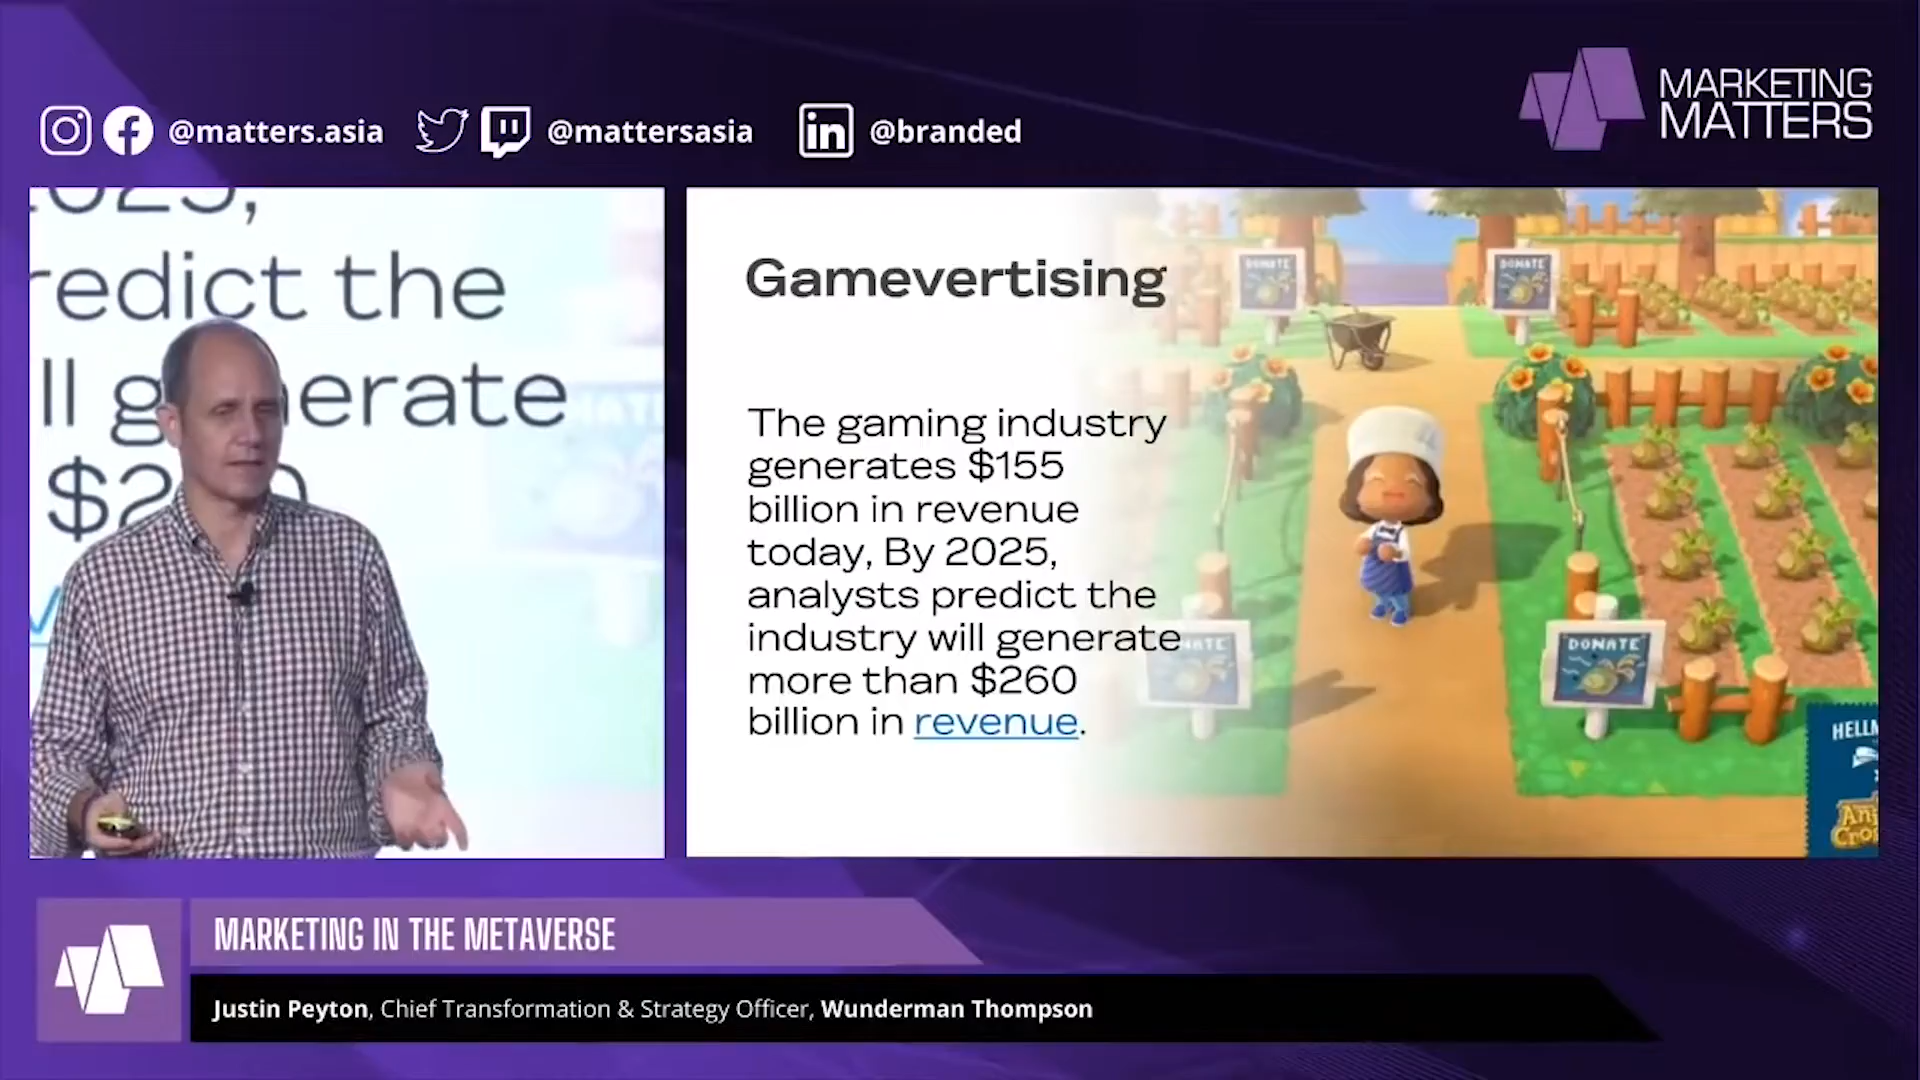 @matters.asia
@mattersasia
@branded
MARKETING
MATTERS
redict the
ll g erate
Gamevertising
The gaming industry
generates $155
billion in revenue
today, By 2025,
analysts predict the
industry will generate
more than $260
billion in revenue.
DONATE
DONATE
DONATE
MARKETING IN THE METAVERSE
Justin Peyton, Chief Transformation & Strategy Officer, Wunderman Thompson